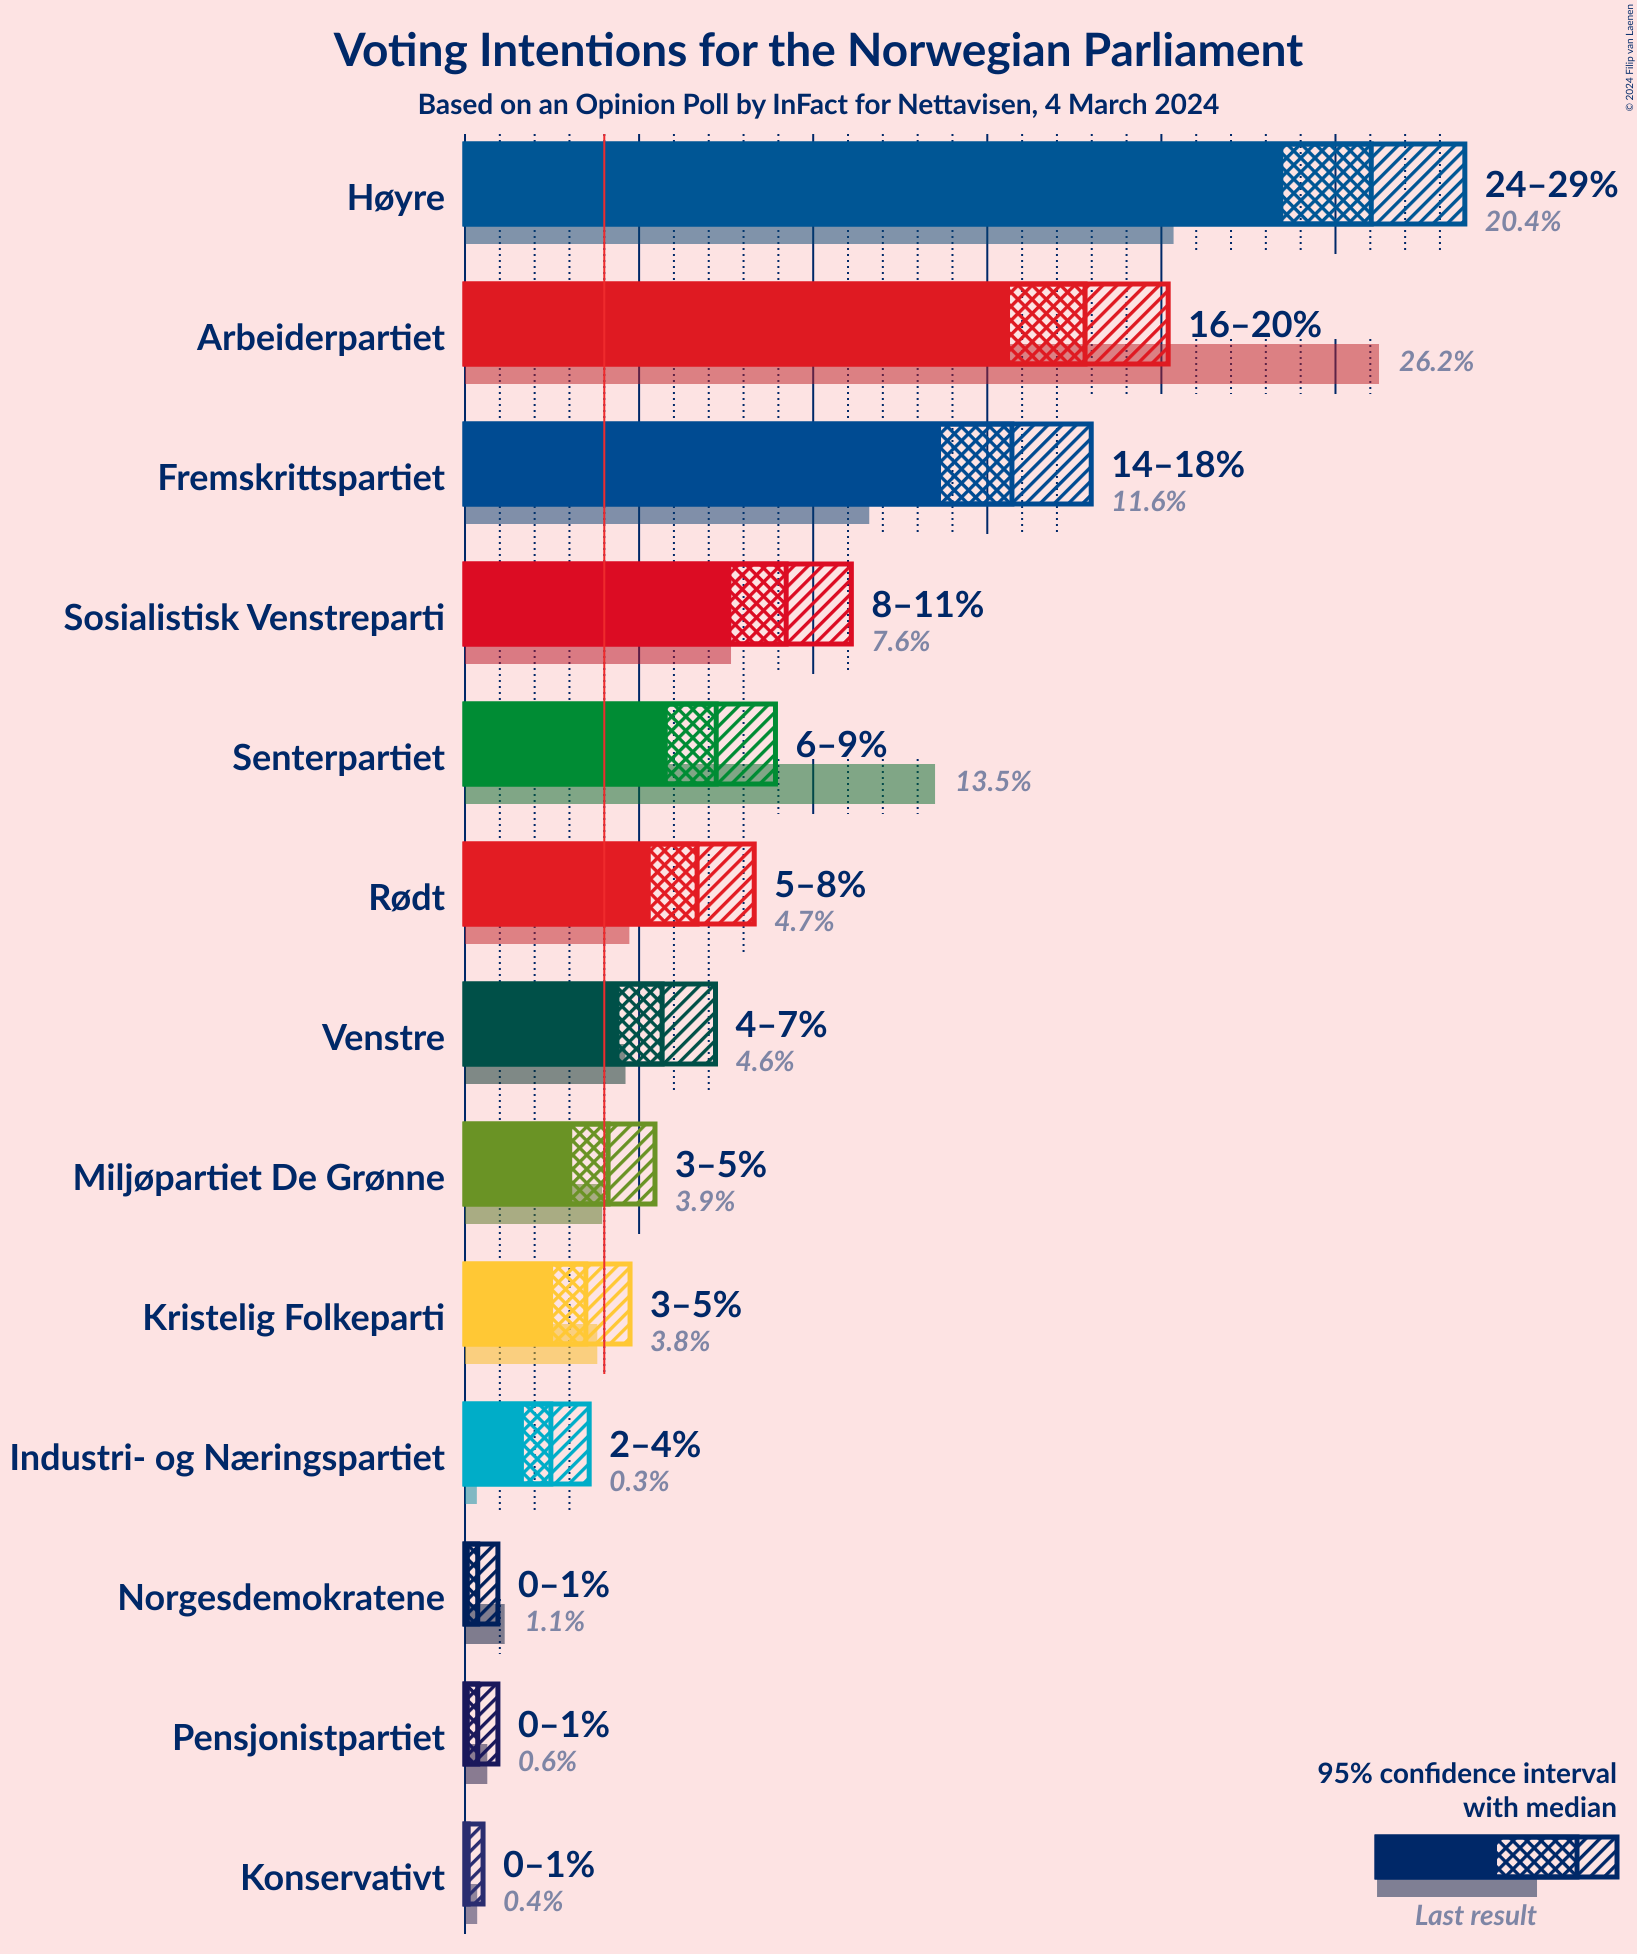 © 2024 Filip van Laenen
Voting Intentions for the Norwegian Parliament
Based on an Opinion Poll by InFact for Nettavisen, 4 March 2024
Høyre
24–29%
20.4%
Arbeiderpartiet
16–20%
26.2%
Fremskrittspartiet
14–18%
11.6%
Sosialistisk Venstreparti
8–11%
7.6%
Senterpartiet
6–9%
13.5%
Rødt
5–8%
4.7%
Venstre
4–7%
4.6%
Miljøpartiet De Grønne
3–5%
3.9%
Kristelig Folkeparti
3–5%
3.8%
Industri- og Næringspartiet
2–4%
0.3%
Norgesdemokratene
0–1%
1.1%
Pensjonistpartiet
0–1%
0.6%
Konservativt
0–1%
0.4%
95% confidence interval
with median
Last result